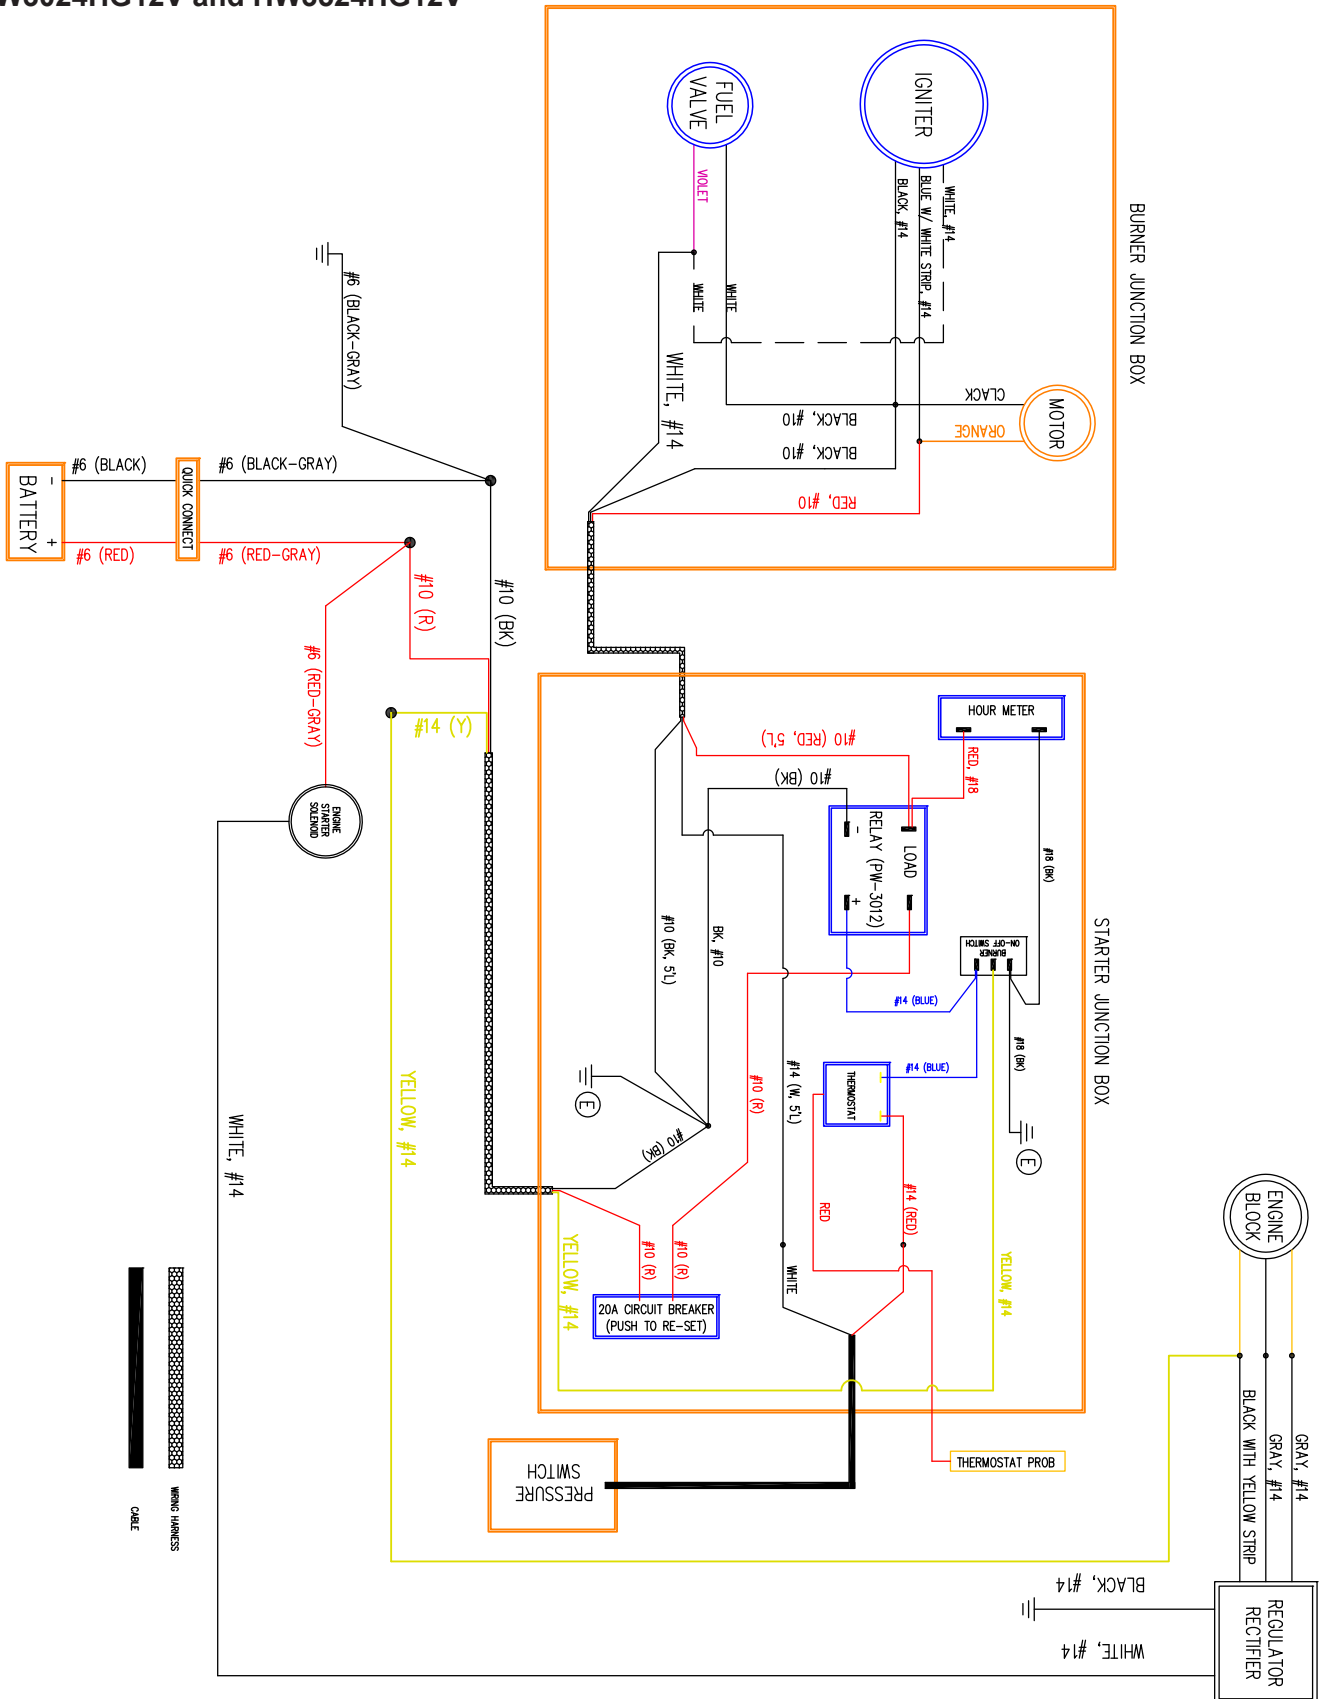 BURNER JUNCTION BOX
IGNITER
FUEL
VALVE
VIOLET
WHITE, #14
BLUE W/ WHITE STRIP, #14
BLACK, #14
WHITE
WHITE
WHITE, #14
MOTOR
CLACK
ORANGE
BLACK, #10
BLACK, #10
RED, #10
#6 (BLACK-GRAY)
BATTERY
-
+
#6 (BLACK)
#6 (RED)
QUICK CONNECT
#6 (BLACK-GRAY)
#6 (RED-GRAY)
#10 (R)
#10 (BK)
#6 (RED-GRAY)
#14 (Y)
ENGINE
STARTER
SOLENOID
STARTER JUNCTION BOX
HOUR METER
RED, #18
#18 (BK)
#10 (RED, 5'L)
#10 (BK)
RELAY (PW-3012)
LOAD
-
+
BURNER
ON-OFF SWITCH
#14 (BLUE)
#14 (BLUE)
#18 (BK)
E
THERMOSTAT
BK, #10
#10 (BK, 5'L)
#10 (R)
#14 (W, 5'L)
RED
#14 (RED)
E
#10 (BK)
YELLOW, #14
YELLOW, #14
WHITE
#10 (R)
#10 (R)
20A CIRCUIT BREAKER
(PUSH TO RE-SET)
YELLOW, #14
WHITE, #14
PRESSURE
SWITCH
THERMOSTAT PROB
ENGINE
BLOCK
GRAY, #14
GRAY, #14
BLACK WITH YELLOW STRIP
REGULATOR
RECTIFIER
BLACK, #14
WHITE, #14
WIRING HARNESS
CABLE